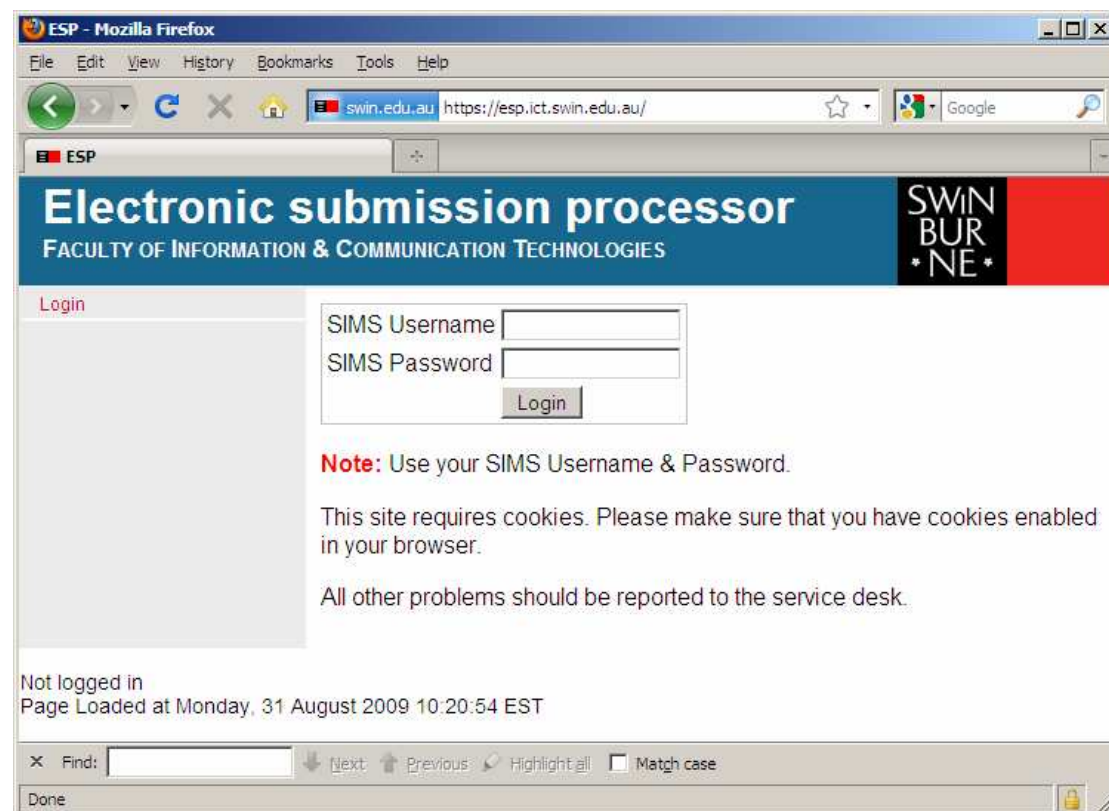 ESP - Mozilla Firefox
File Edit View History Bookmarks Tools Help
swin.edu.au https://esp.ict.swin.edu.au/ Google
ESP
Electronic submission processor
FACULTY OF INFORMATION & COMMUNICATION TECHNOLOGIES
SWIN
BUR
* NE *
Login
SIMS Username
SIMS Password
Login
Note: Use your SIMS Username & Password.
This site requires cookies. Please make sure that you have cookies enabled
in your browser.
All other problems should be reported to the service desk.
Not logged in
Page Loaded at Monday, 31 August 2009 10:20:54 EST
× Find: Next Previous Highlight all Match case
Done